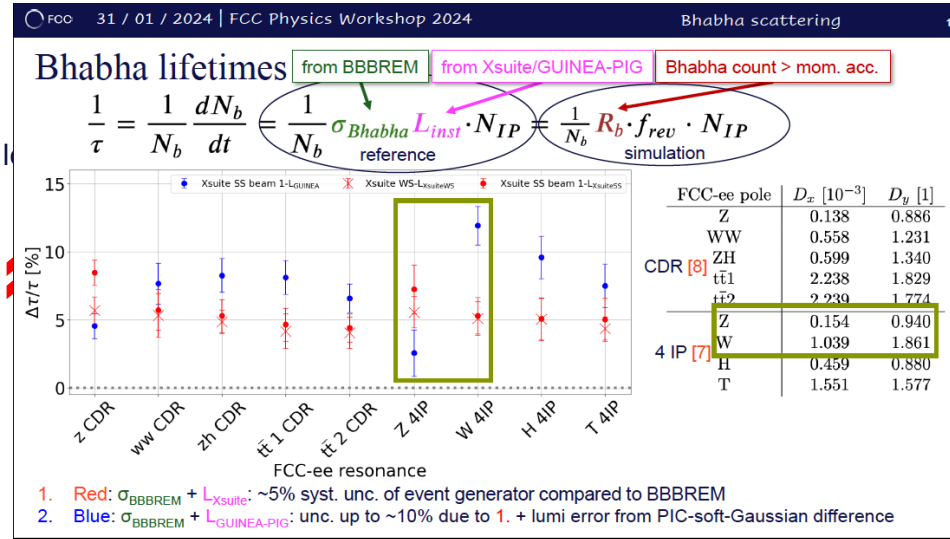 FCC 31 / 01 / 2024 | FCC Physics Workshop 2024 Bhabha scattering
Bhabha lifetimes
from BBBREM from Xsuite/GUINEA-PIG Bhabha count > mom. acc.
1/τ = 1/N_b dN_b/dt = 1/N_b σ_Bhabha L_inst · N_IP = 1/N_b R_b · f_rev · N_IP
reference simulation
Xsuite SS beam 1-L_GUINEA Xsuite WS-L_XsuiteWS Xsuite SS beam 1-L_XsuiteSS
Δτ/τ [%]
15
10
5
0
z CDR ww CDR zh CDR tt̄ 1 CDR tt̄ 2 CDR Z 4IP W 4IP H 4IP T 4IP
FCC-ee resonance
FCC-ee pole D_x [10⁻³] D_y [1]
Z 0.138 0.886
WW 0.558 1.231
CDR [8] ZH 0.599 1.340
tt̄1 2.238 1.829
tt̄2 2.239 1.774
Z 0.154 0.940
4 IP [7] W 1.039 1.861
H 0.459 0.880
T 1.551 1.577
1. Red: σ_BBBREM + L_Xsuite: ~5% syst. unc. of event generator compared to BBBREM
2. Blue: σ_BBBREM + L_GUINEA-PIG: unc. up to ~10% due to 1. + lumi error from PIC-soft-Gaussian difference